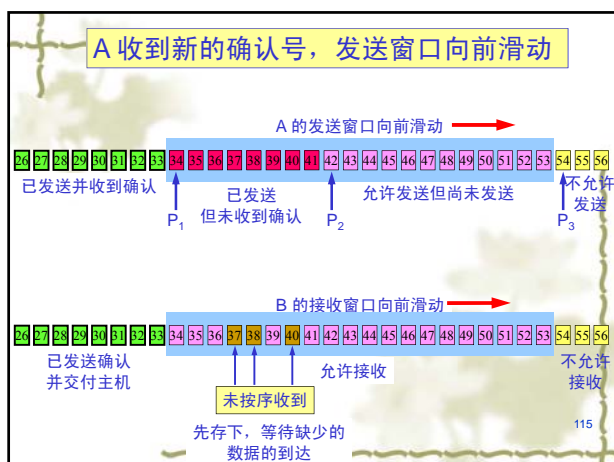 A 收到新的确认号，发送窗口向前滑动
A 的发送窗口向前滑动
26 27 28 29 30 31 32 33 34 35 36 37 38 39 40 41 42 43 44 45 46 47 48 49 50 51 52 53 54 55 56
已发送并收到确认
已发送
但未收到确认
允许发送但尚未发送
不允许
发送
P1
P2
P3
B 的接收窗口向前滑动
26 27 28 29 30 31 32 33 34 35 36 37 38 39 40 41 42 43 44 45 46 47 48 49 50 51 52 53 54 55 56
已发送确认
并交付主机
允许接收
不允许
接收
未按序收到
先存下，等待缺少的
数据的到达
115